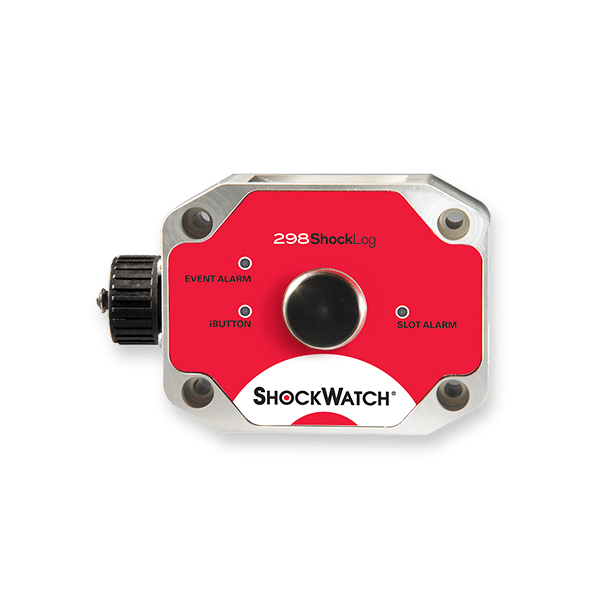 298ShockLog
EVENT ALARM
iBUTTON
SLOT ALARM
SHOCKWATCH®